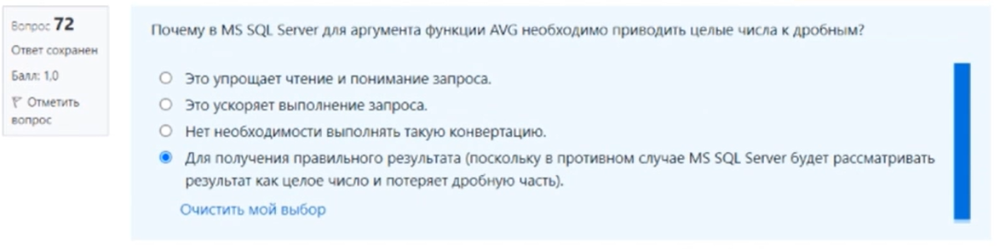 Вопрос 72
Ответ сохранен
Балл: 1,0
Отметить
вопрос
Почему в MS SQL Server для аргумента функции AVG необходимо приводить целые числа к дробным?
Это упрощает чтение и понимание запроса.
Это ускоряет выполнение запроса.
Нет необходимости выполнять такую конвертацию.
Для получения правильного результата (поскольку в противном случае MS SQL Server будет рассматривать
результат как целое число и потеряет дробную часть).
Очистить мой выбор